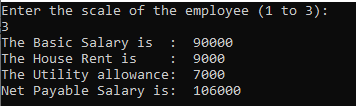 Enter the scale of the employee (1 to 3):
3
The Basic Salary is  :  90000
The House Rent is    :  9000
The Utility allowance:  7000
Net Payable Salary is:  106000